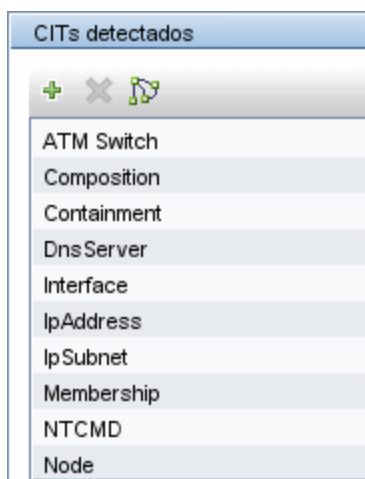 CITs detectados
ATM Switch
Composition
Containment
DnsServer
Interface
IpAddress
IpSubnet
Membership
NTCMD
Node